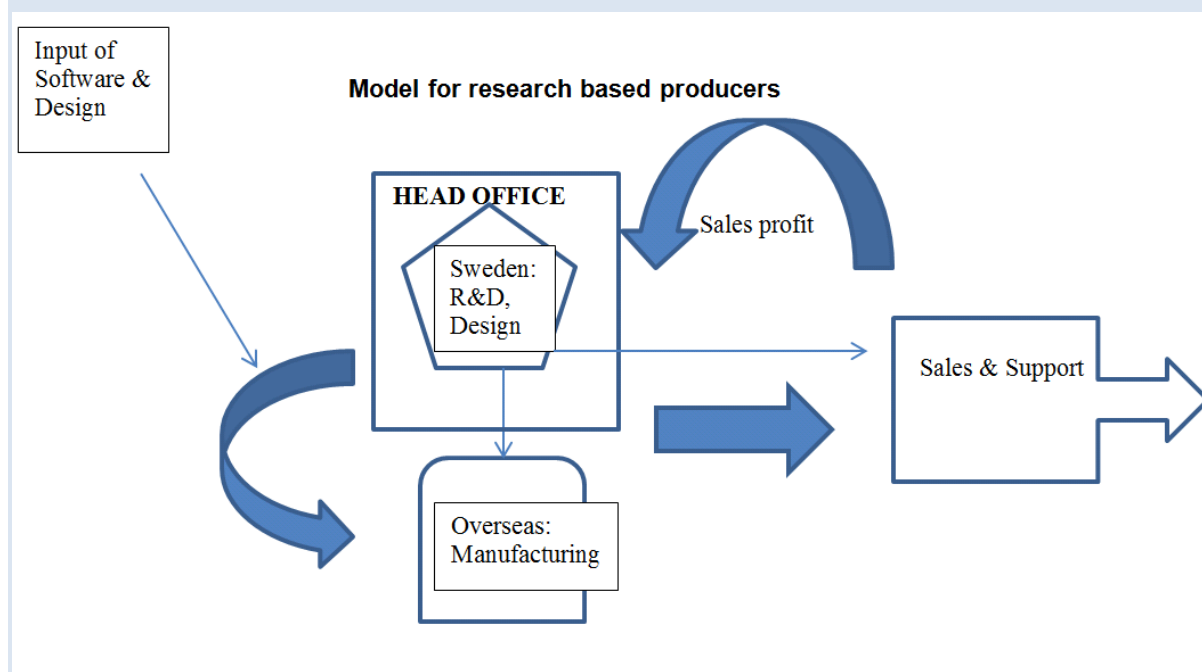 Input of
Software &
Design
Model for research based producers
HEAD OFFICE
Sweden:
R&D,
Design
Sales profit
Sales & Support
Overseas:
Manufacturing